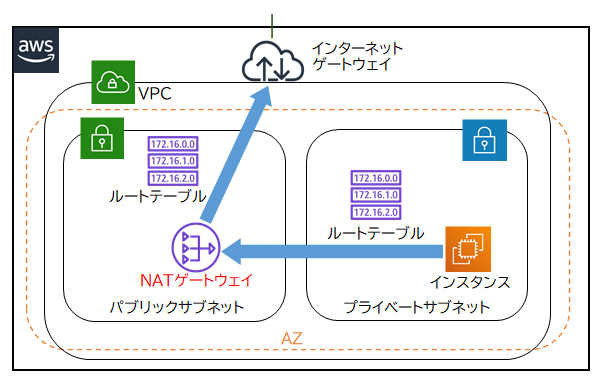 aws
インターネット
ゲートウェイ
VPC
172.16.0.0
172.16.1.0
172.16.2.0
ルートテーブル
NATゲートウェイ
パブリックサブネット
172.16.0.0
172.16.1.0
172.16.2.0
ルートテーブル
インスタンス
プライベートサブネット
AZ